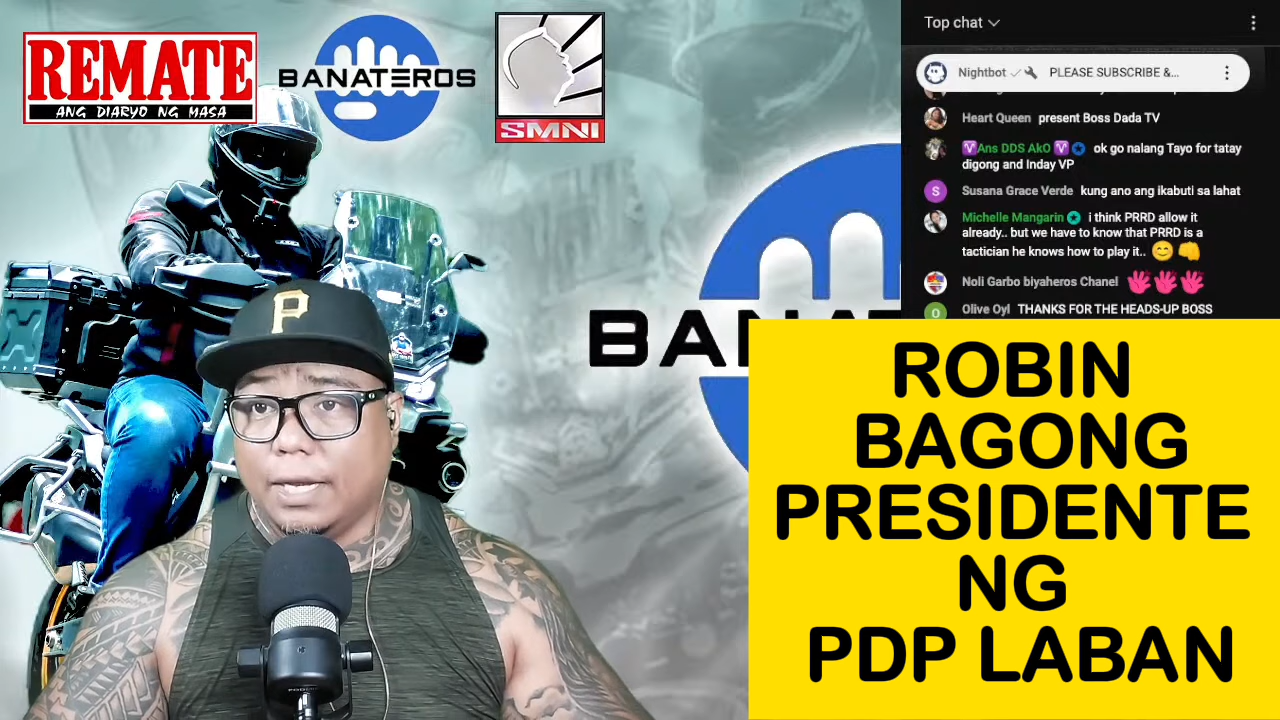 REMATE
ANG DIARYO NG MASA
BANATEROS
SMNI
Top chat
Nightbot PLEASE SUBSCRIBE &...
Heart Queen present Boss Dada TV
Ans DDS AkO ok go nalang Tayo for tatay
digong and Inday VP
S
Susana Grace Verde kung ano ang ikabuti sa lahat
Michelle Mangarin i think PRRD allow it
already.. but we have to know that PRRD is a
tactician he knows how to play it..
Noli Garbo biyaheros Chanel
O
Olive Oyl THANKS FOR THE HEADS-UP BOSS
P
ROBIN
BAGONG
PRESIDENTE
NG
PDP LABAN